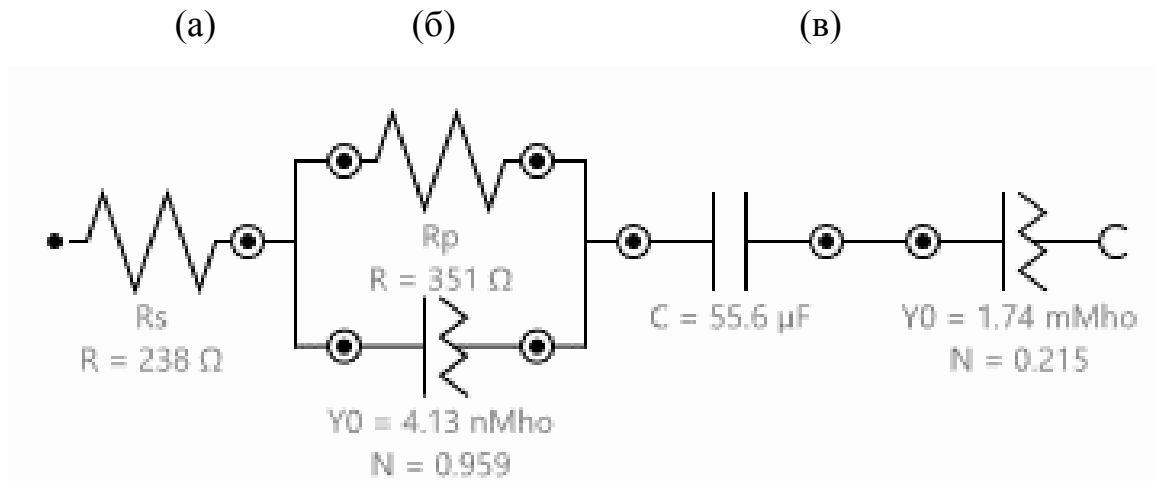 (а) (б) (в)
Rp
R = 351 Ω
Rs
R = 238 Ω
C = 55.6 µF
Y0 = 1.74 mMho
N = 0.215
Y0 = 4.13 nMho
N = 0.959